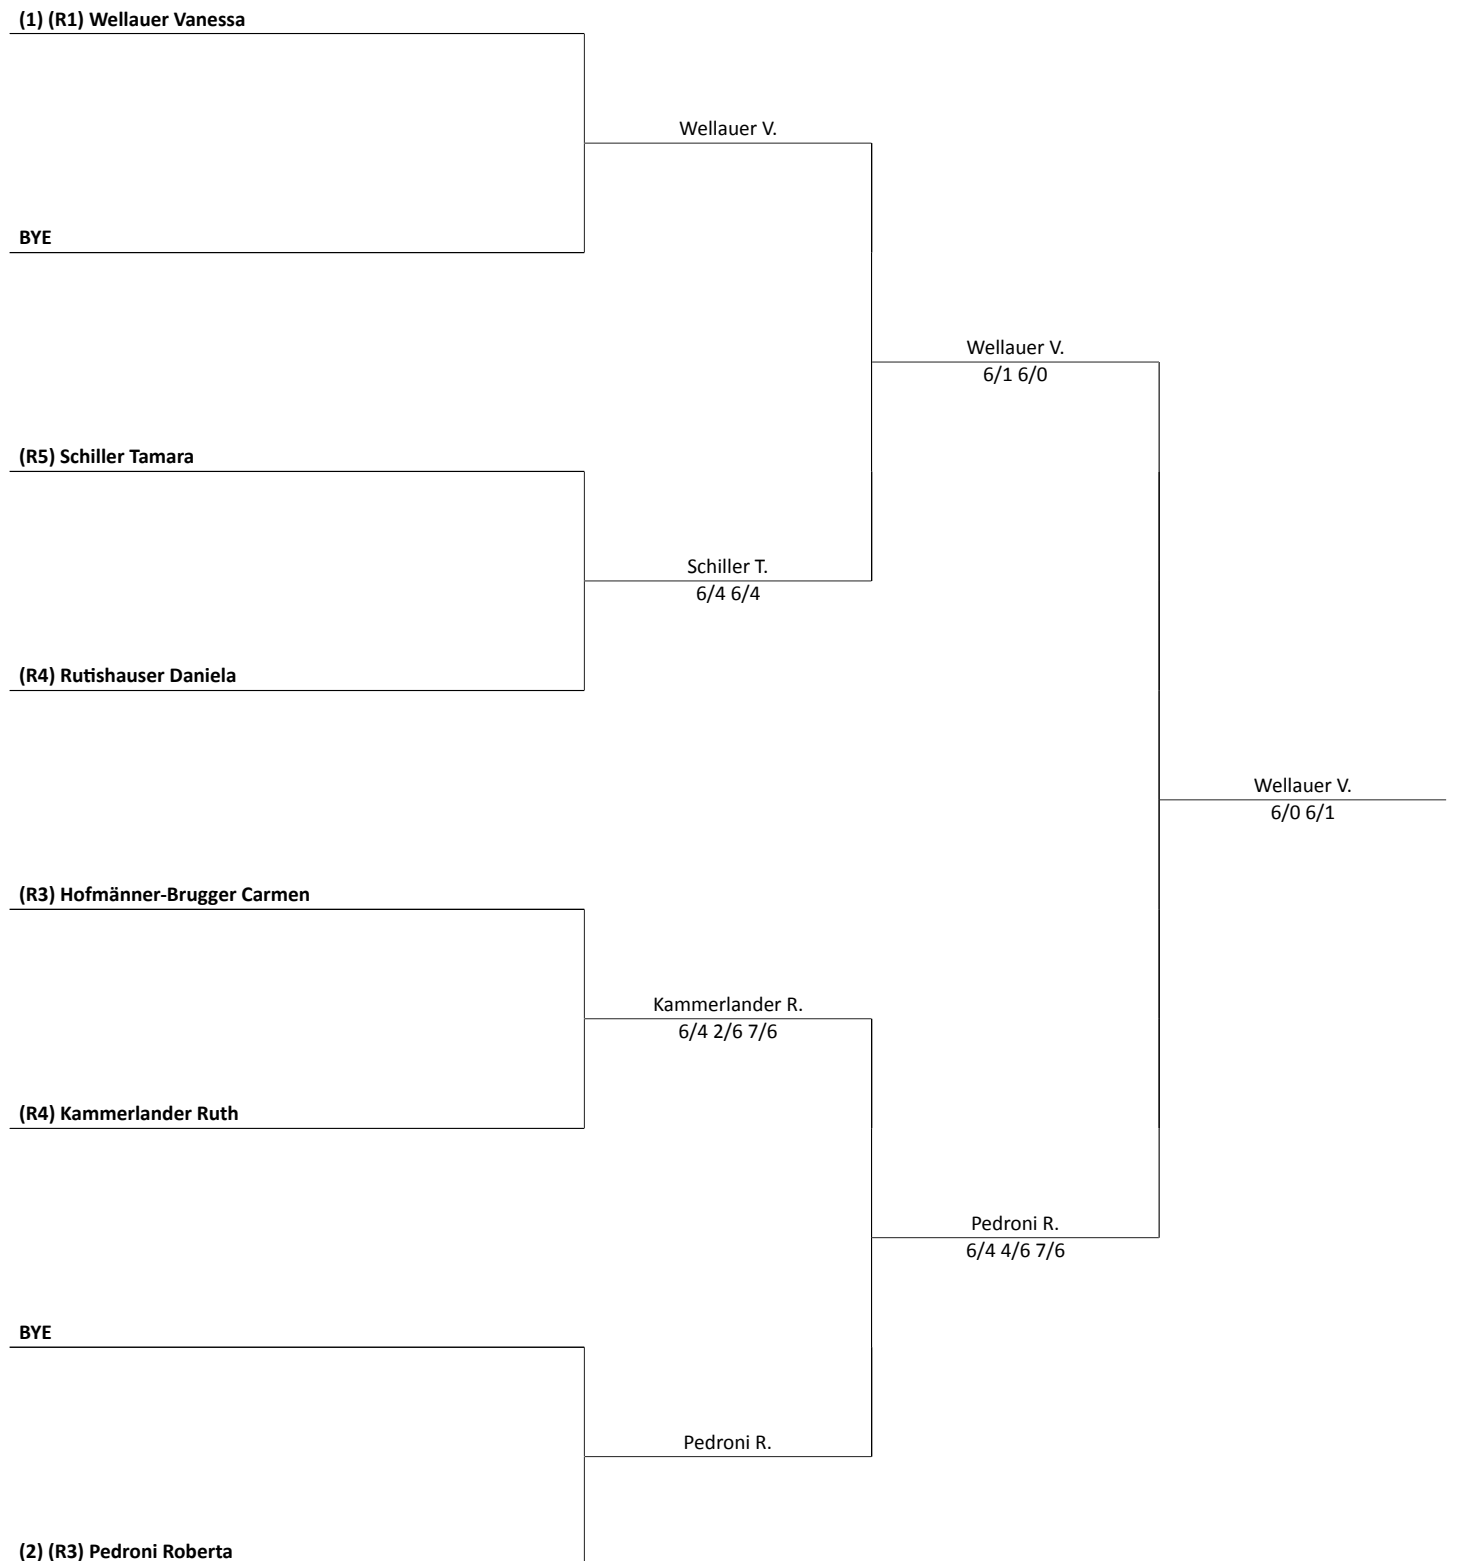 (1) (R1) Wellauer Vanessa
Wellauer V.
BYE
Wellauer V.
6/1 6/0
(R5) Schiller Tamara
Schiller T.
6/4 6/4
(R4) Rutishauser Daniela
Wellauer V.
6/0 6/1
(R3) Hofmänner-Brugger Carmen
Kammerlander R.
6/4 2/6 7/6
(R4) Kammerlander Ruth
Pedroni R.
6/4 4/6 7/6
BYE
Pedroni R.
(2) (R3) Pedroni Roberta